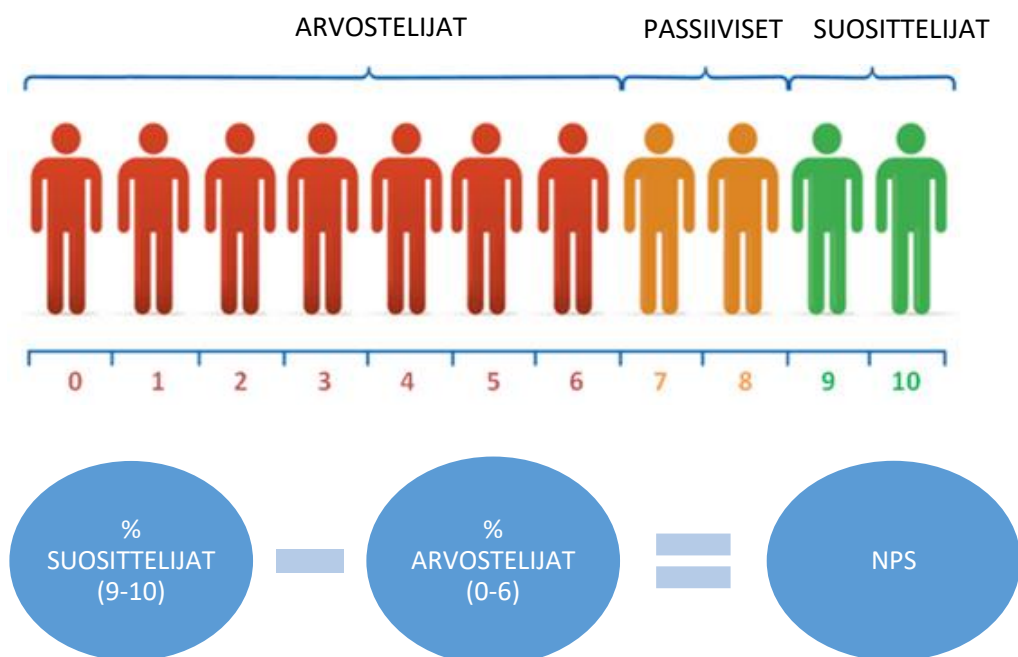 ARVOSTELIJAT PASSIIVISET SUOSITTELIJAT
0 1 2 3 4 5 6 7 8 9 10
%
SUOSITTELIJAT
(9-10)
%
ARVOSTELIJAT
(0-6)
NPS